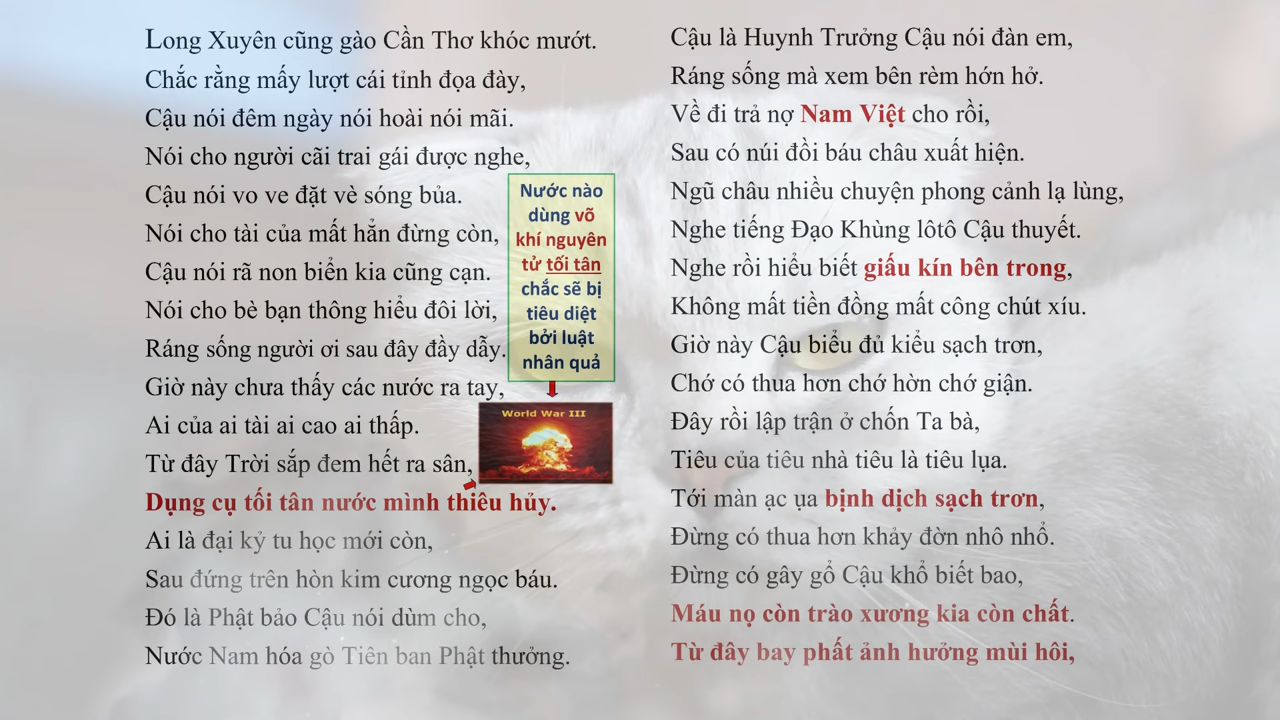 Long Xuyên cũng gào Cần Thơ khóc mướt.
Chắc rằng mấy lượt cái tỉnh đọa đày,
Cậu nói đêm ngày nói hoài nói mãi.
Nói cho người cãi trai gái được nghe,
Cậu nói vo ve đặt vè sóng bủa.
Nói cho tài của mất hẳn đừng còn,
Cậu nói rã non biển kia cũng cạn.
Nói cho bè bạn thông hiểu đôi lời,
Ráng sống người ơi sau đây đầy dẫy.
Giờ này chưa thấy các nước ra tay,
Ai của ai tài ai cao ai thấp.
Từ đây Trời sắp đem hết ra sân,
Dụng cụ tối tân nước mình thiêu hủy.
Ai là đại kỷ tu học mới còn,
Sau đứng trên hòn kim cương ngọc báu.
Đó là Phật bảo Cậu nói dùm cho,
Nước Nam hóa gò Tiên ban Phật thưởng.
Nước nào
dùng võ
khí nguyên
tử tối tân
chắc sẽ bị
tiêu diệt
bởi luật
nhân quả
World War III
Cậu là Huynh Trưởng Cậu nói đàn em,
Ráng sống mà xem bên rèm hớn hở.
Về đi trả nợ Nam Việt cho rồi,
Sau có núi đồi báu châu xuất hiện.
Ngũ châu nhiều chuyện phong cảnh lạ lùng,
Nghe tiếng Đạo Khùng lôtô Cậu thuyết.
Nghe rồi hiểu biết giấu kín bên trong,
Không mất tiền đồng mất công chút xíu.
Giờ này Cậu biểu đủ kiểu sạch trơn,
Chớ có thua hơn chớ hờn chớ giận.
Đây rồi lập trận ở chốn Ta bà,
Tiêu của tiêu nhà tiêu là tiêu lụa.
Tới màn ạc ụa bịnh dịch sạch trơn,
Đừng có thua hơn khảy đờn nhô nhổ.
Đừng có gây gổ Cậu khổ biết bao,
Máu nọ còn trào xương kia còn chất.
Từ đây bay phất ảnh hưởng mùi hôi,